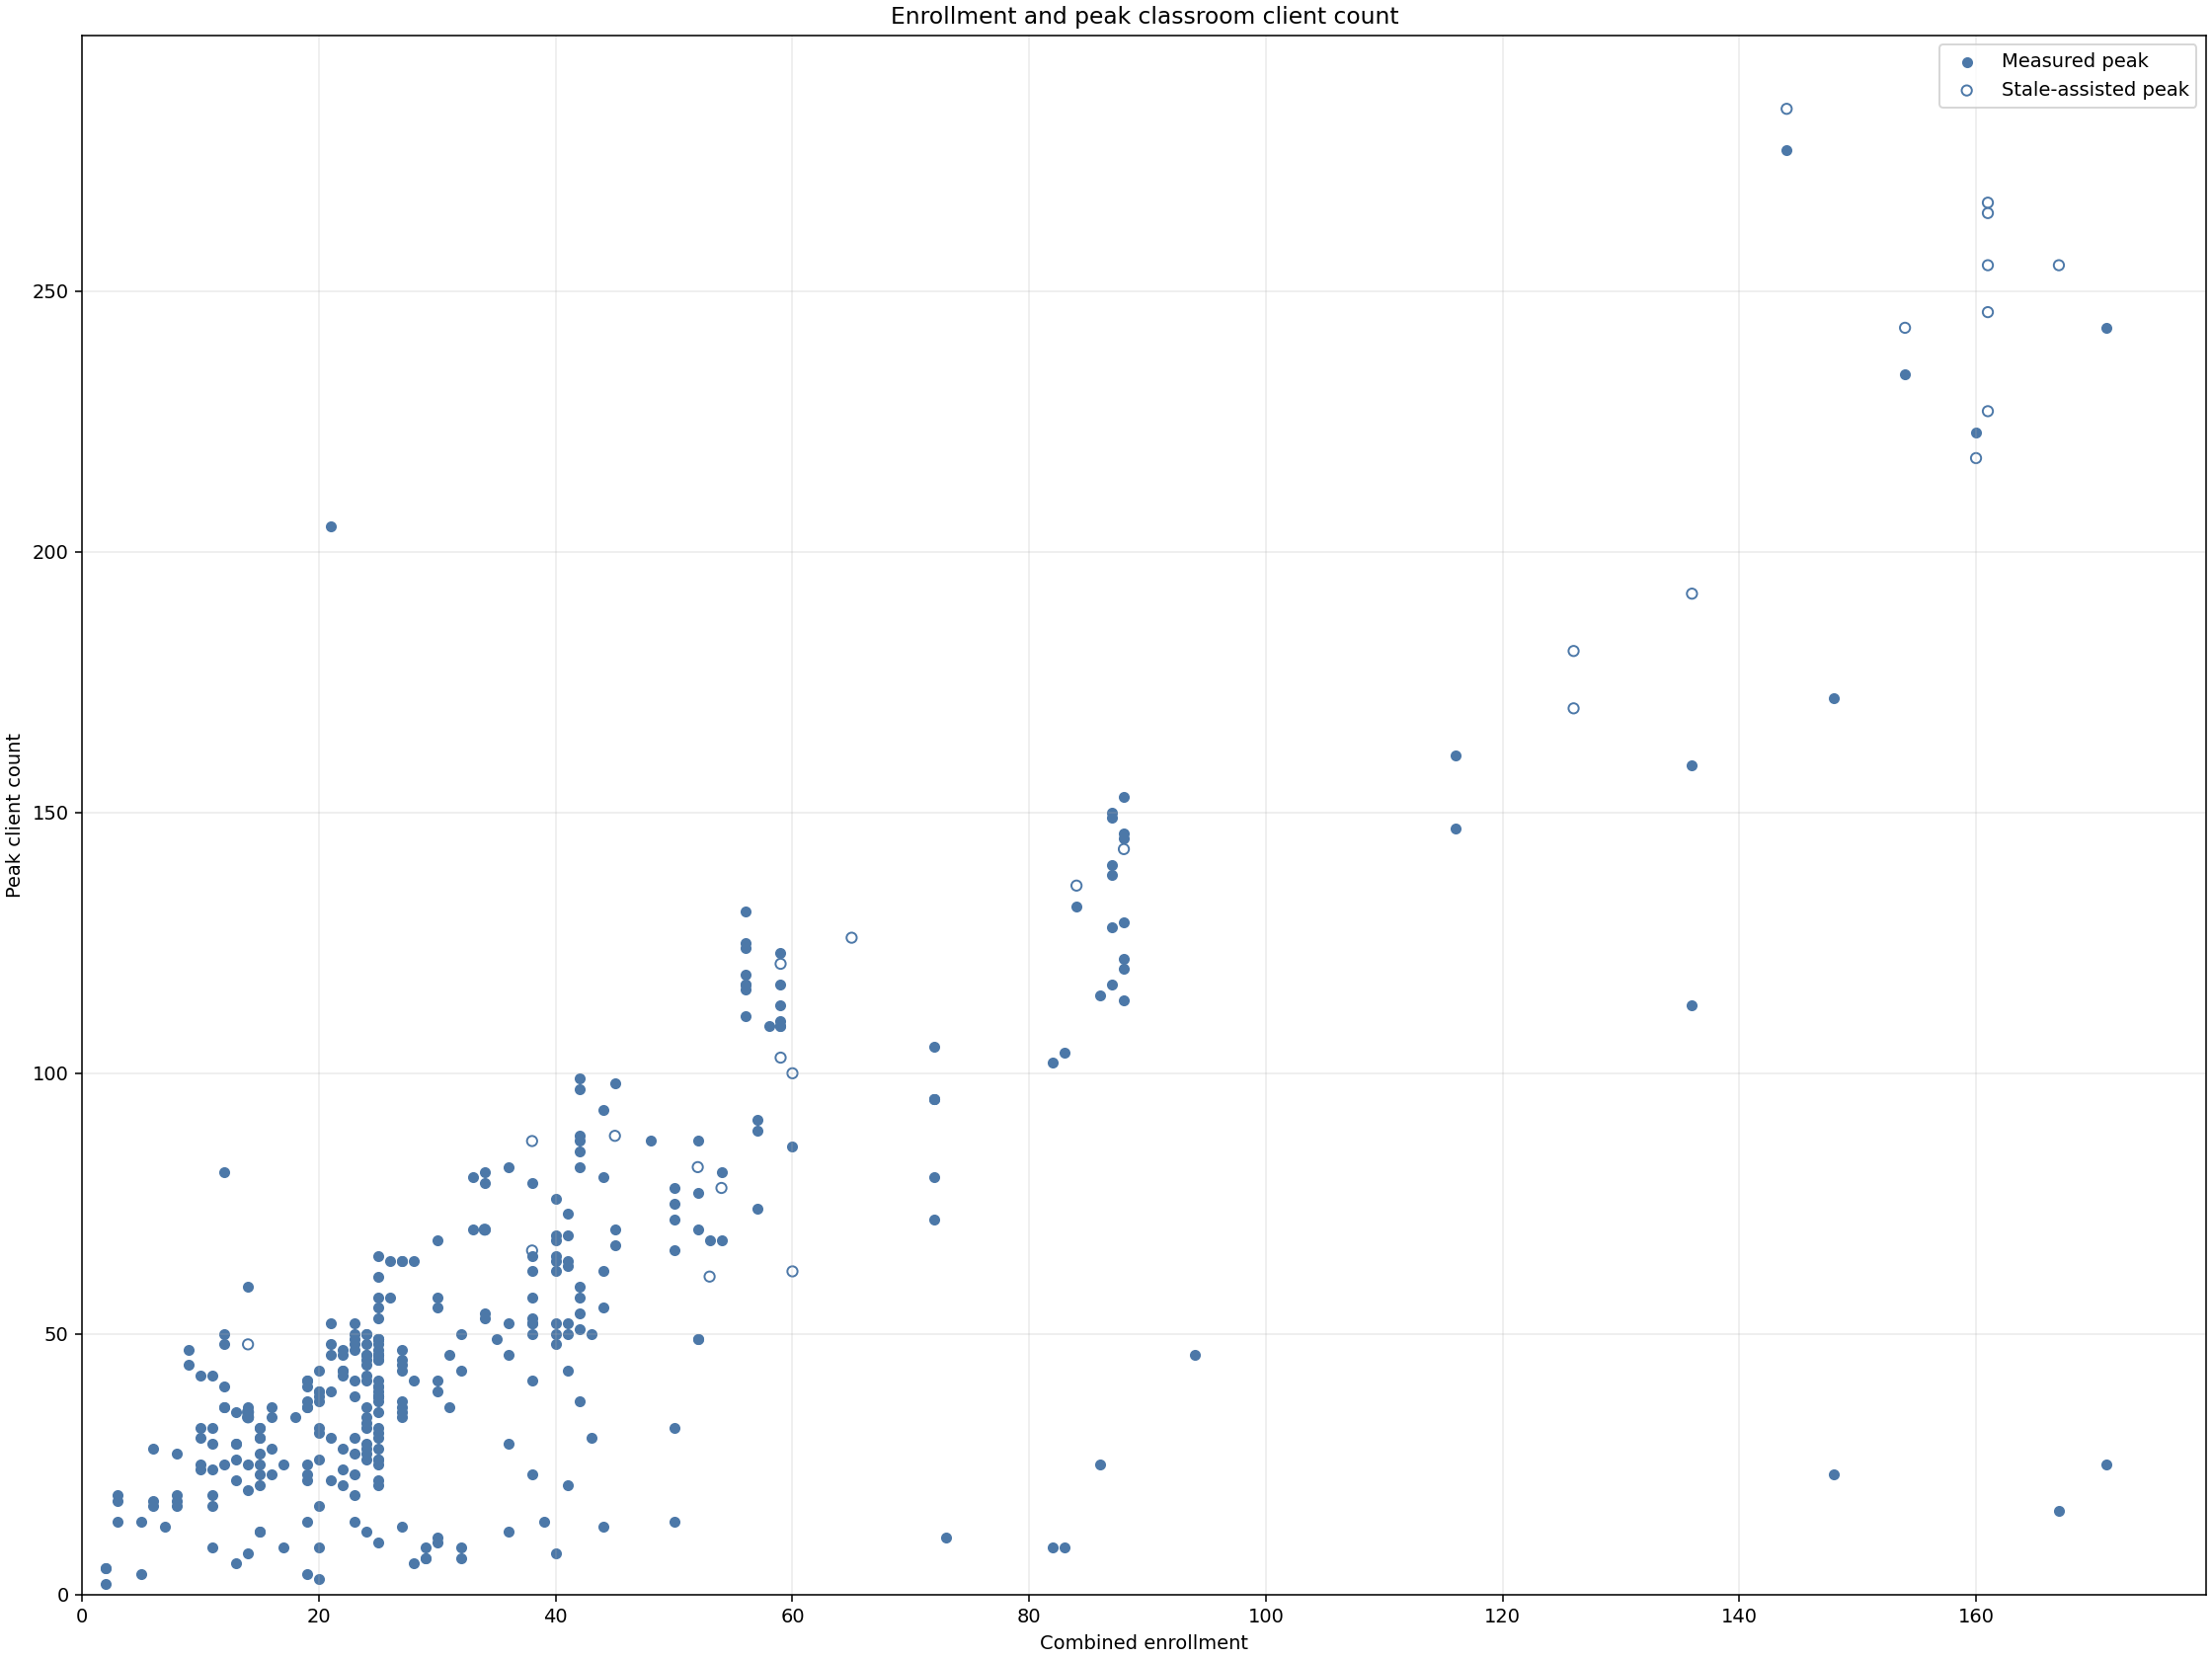 Enrollment and peak classroom client count
Measured peak
Stale-assisted peak
Peak client count
250
200
150
100
50
0
0 20 40 60 80 100 120 140 160
Combined enrollment